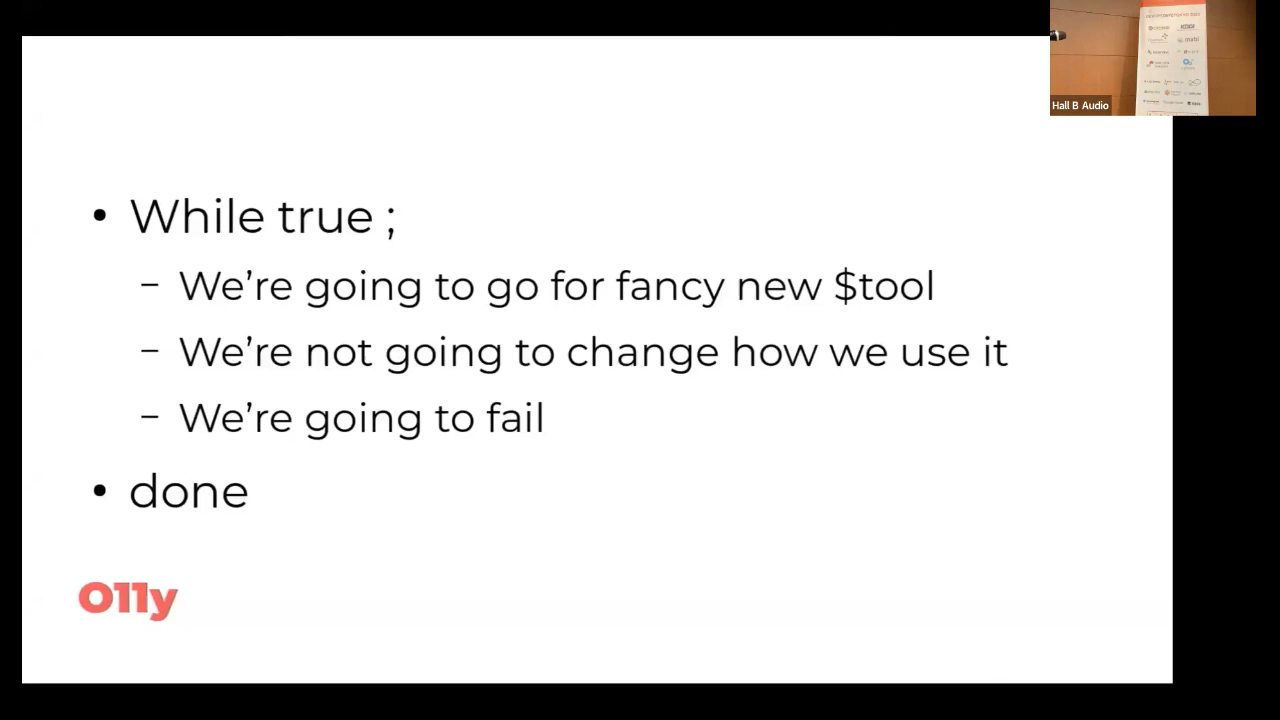 While true ;
We're going to go for fancy new $tool
We're not going to change how we use it
We're going to fail
done
O11y
Hall B Audio